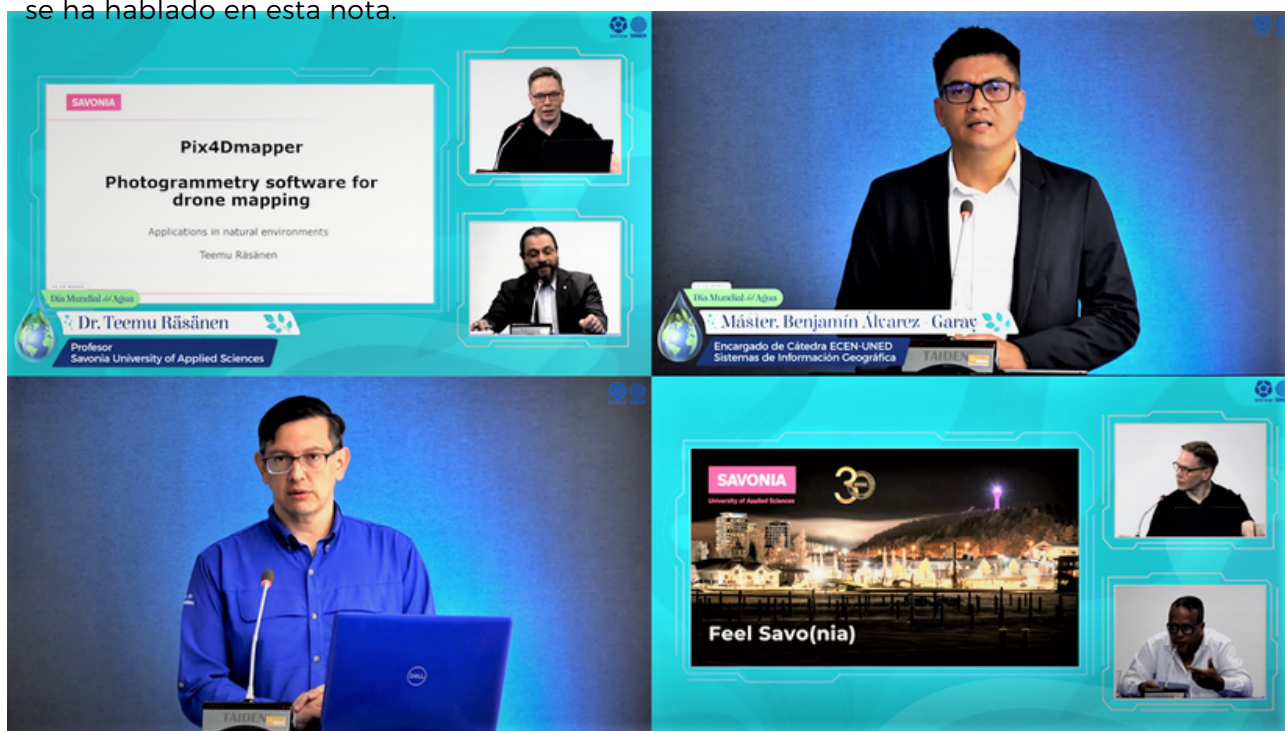 se ha hablado en esta nota.
SAVONIA
Pix4Dmapper
Photogrammetry software for
drone mapping
Applications in natural environments
Teemu Räsänen
Día Mundial del Agua
Dr. Teemu Räsänen
Profesor
Savonia University of Applied Sciences
Día Mundial del Agua
Máster. Benjamín Álvarez - Garay
Encargado de Cátedra ECEN-UNED
Sistemas de Información Geográfica
TAIDEN
DELL
TAIDEN
SAVONIA
University of Applied Sciences
30
Feel Savo(nia)